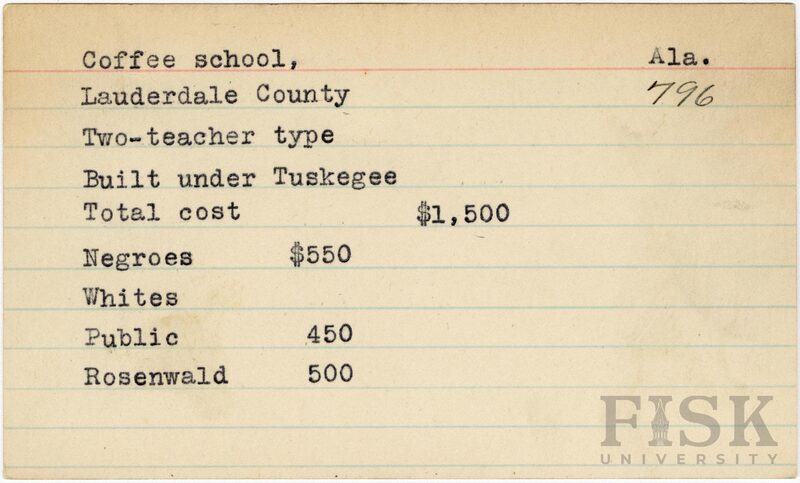 Coffee school, Ala.
Lauderdale County 796
Two-teacher type
Built under Tuskegee
Total cost $1,500
Negroes $550
Whites
Public 450
Rosenwald 500
FISK
UNIVERSITY